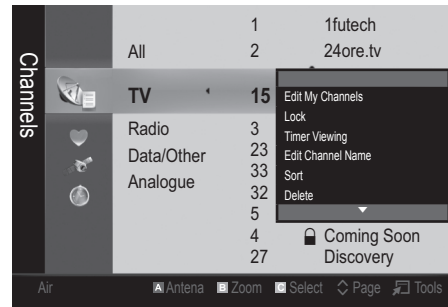 Channels
1 1futech
All 2 24ore.tv
TV 15
Radio 3
Data/Other 23
Analogue 33
32
5
4 Coming Soon
27 Discovery
Edit My Channels
Lock
Timer Viewing
Edit Channel Name
Sort
Delete
Air A Antena B Zoom C Select Page Tools